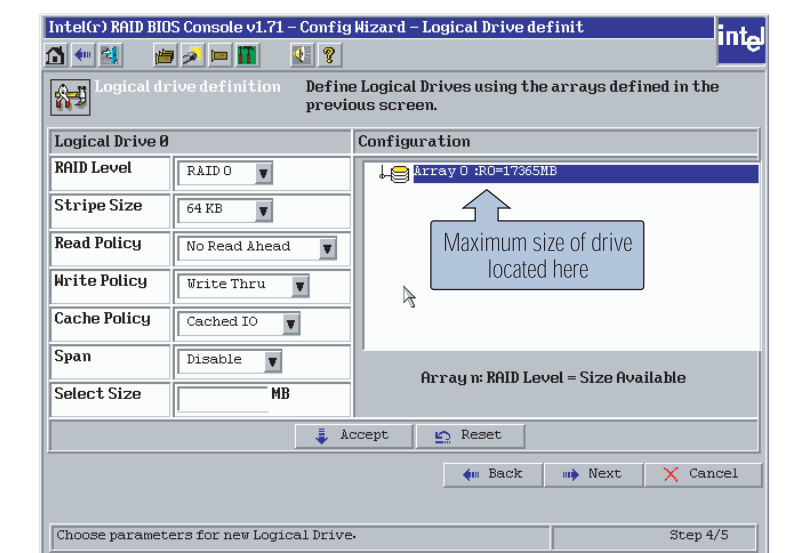 Intel(r) RAID BIOS Console v1.71 – Config Wizard – Logical Drive definit
intel
Logical drive definition
Define Logical Drives using the arrays defined in the
previous screen.
Logical Drive 0
Configuration
RAID Level
RAID 0
Stripe Size
64 KB
Read Policy
No Read Ahead
Write Policy
Write Thru
Cache Policy
Cached IO
Span
Disable
Select Size
MB
Array 0 :R0=17365MB
Maximum size of drive
located here
Array n: RAID Level = Size Available
Accept
Reset
Back
Next
Cancel
Choose parameters for new Logical Drive.
Step 4/5